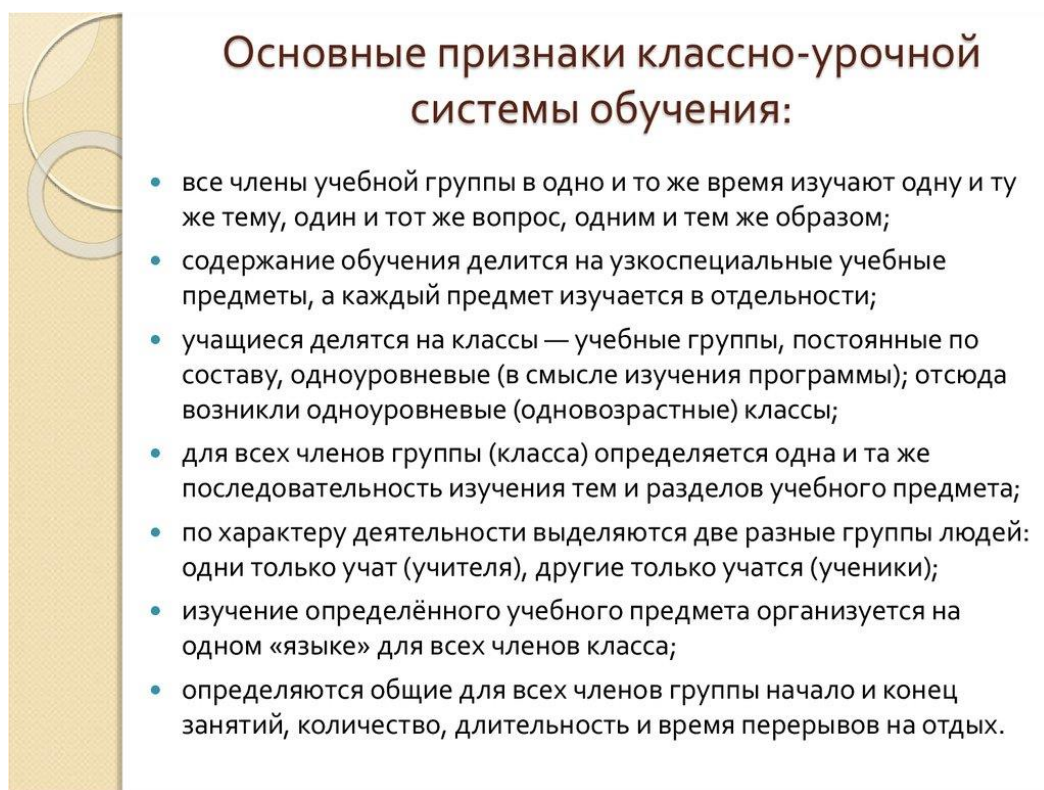 Основные признаки классно-урочной
системы обучения:
• все члены учебной группы в одно и то же время изучают одну и ту
же тему, один и тот же вопрос, одним и тем же образом;
• содержание обучения делится на узкоспециальные учебные
предметы, а каждый предмет изучается в отдельности;
• учащиеся делятся на классы — учебные группы, постоянные по
составу, одноуровневые (в смысле изучения программы); отсюда
возникли одноуровневые (одновозрастные) классы;
• для всех членов группы (класса) определяется одна и та же
последовательность изучения тем и разделов учебного предмета;
• по характеру деятельности выделяются две разные группы людей:
одни только учат (учителя), другие только учатся (ученики);
• изучение определённого учебного предмета организуется на
одном «языке» для всех членов класса;
• определяются общие для всех членов группы начало и конец
занятий, количество, длительность и время перерывов на отдых.